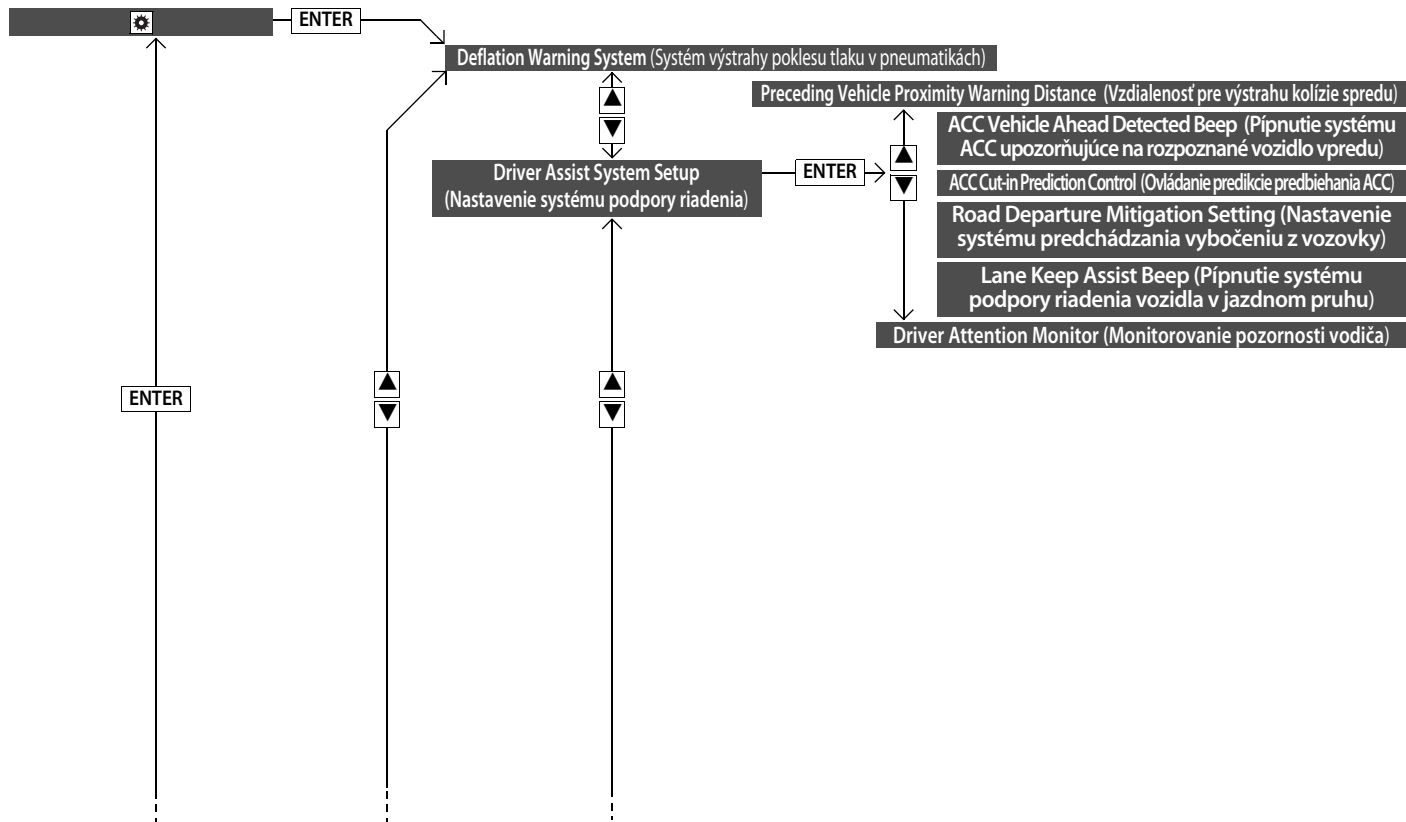 ENTER
Deflation Warning System (Systém výstrahy poklesu tlaku v pneumatikách)
Preceding Vehicle Proximity Warning Distance (Vzdialenosť pre výstrahu kolízie spredu)
ACC Vehicle Ahead Detected Beep (Pípnutie systému
ACC upozorňujúce na rozpoznané vozidlo vpredu)
Driver Assist System Setup
(Nastavenie systému podpory riadenia)
ENTER
ACC Cut-in Prediction Control (Ovládanie predikcie predbiehania ACC)
Road Departure Mitigation Setting (Nastavenie
systému predchádzania vybočeniu z vozovky)
Lane Keep Assist Beep (Pípnutie systému
podpory riadenia vozidla v jazdnom pruhu)
Driver Attention Monitor (Monitorovanie pozornosti vodiča)
ENTER